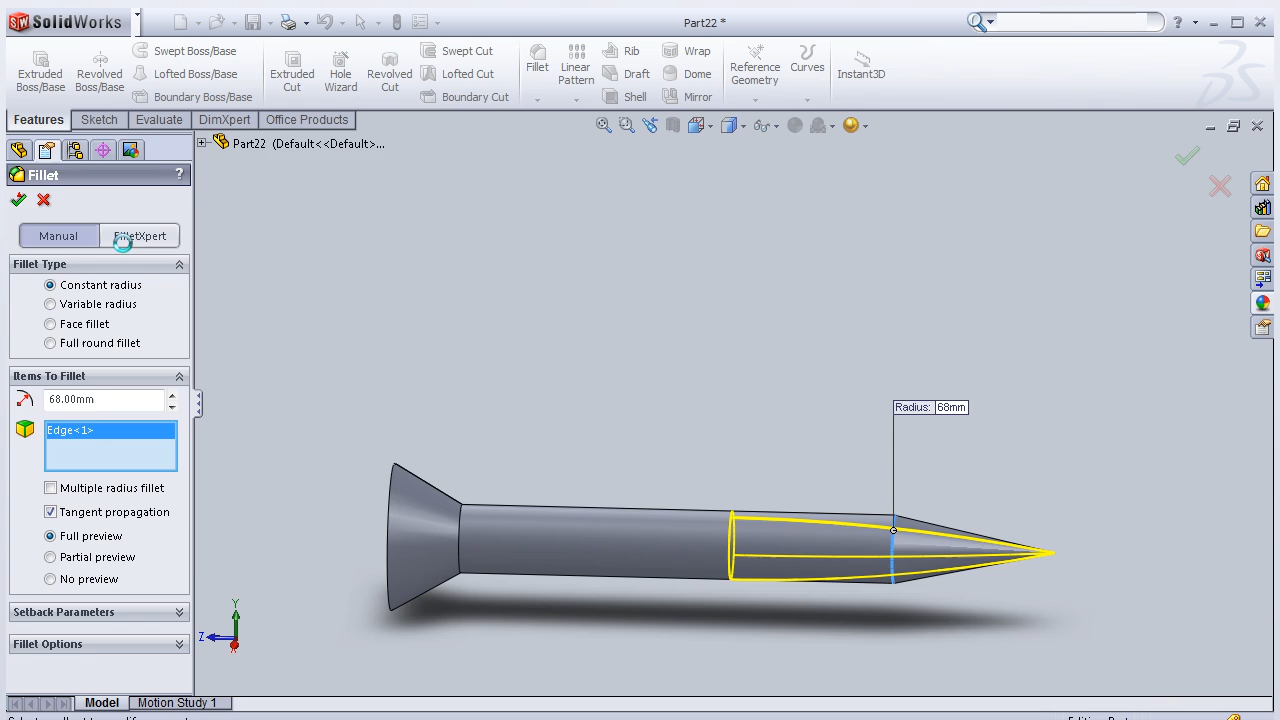 SolidWorks
Part22 *
?
Extruded Boss/Base
Revolved Boss/Base
Swept Boss/Base
Lofted Boss/Base
Boundary Boss/Base
Extruded Cut
Hole Wizard
Revolved Cut
Swept Cut
Lofted Cut
Boundary Cut
Fillet
Linear Pattern
Rib
Draft
Shell
Wrap
Dome
Mirror
Reference Geometry
Curves
Instant3D
Features
Sketch
Evaluate
DimXpert
Office Products
Part22 (Default<<Default>...
Fillet
?
Manual
FilletXpert
Fillet Type
Constant radius
Variable radius
Face fillet
Full round fillet
Items To Fillet
68.00mm
Edge<1>
Multiple radius fillet
Tangent propagation
Full preview
Partial preview
No preview
Setback Parameters
Fillet Options
Radius: 68mm
Y
Z
Model
Motion Study 1